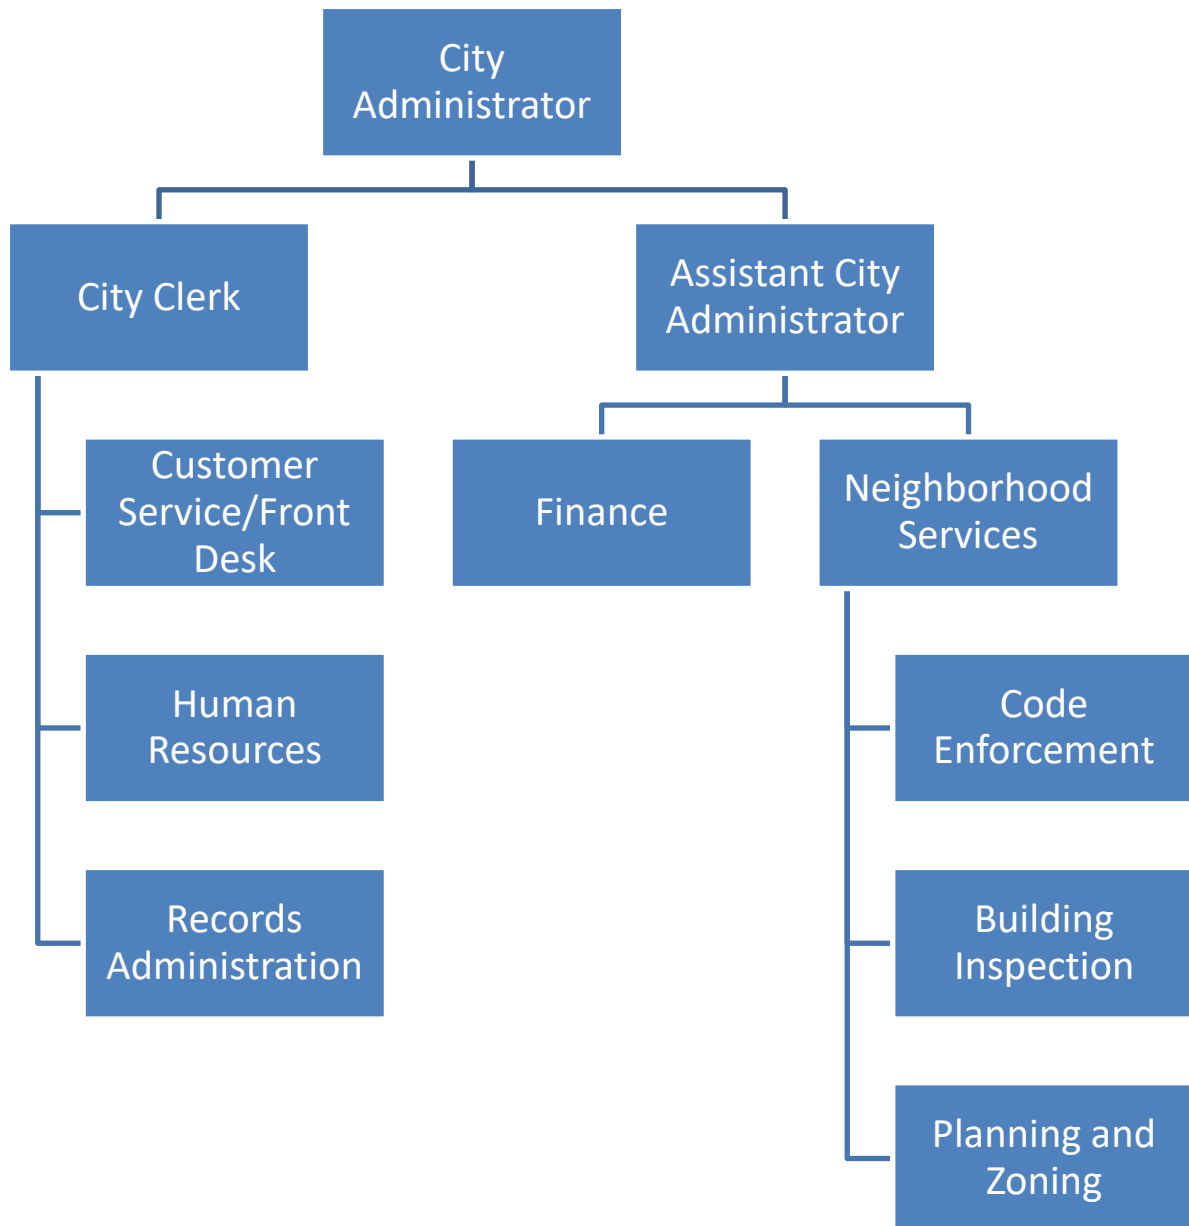 City
Administrator
City Clerk
Assistant City
Administrator
Customer
Service/Front
Desk
Finance
Neighborhood
Services
Human
Resources
Code
Enforcement
Records
Administration
Building
Inspection
Planning and
Zoning